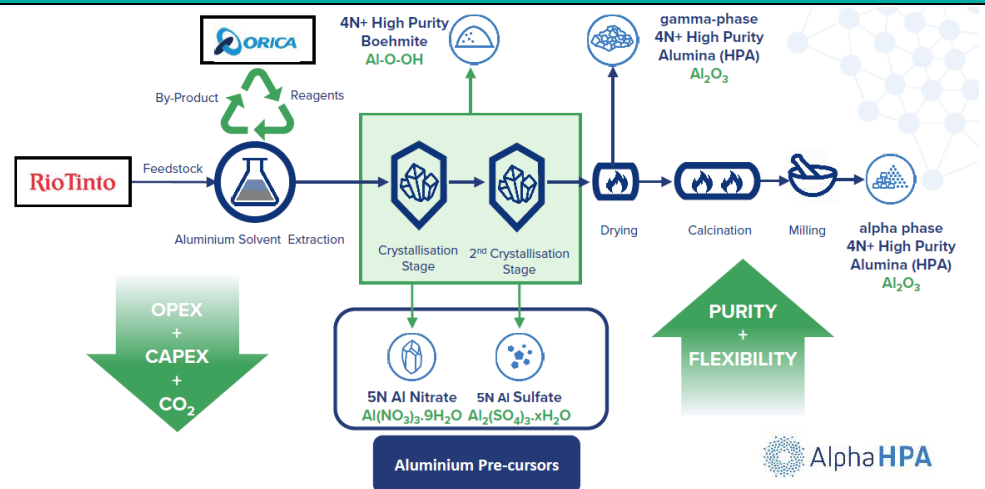 ORICA
4N+ High Purity
Boehmite
Al-O-OH
gamma-phase
4N+ High Purity
Alumina (HPA)
Al₂O₃
By-Product
Reagents
RioTinto
Feedstock
Aluminium Solvent Extraction
Crystallisation
Stage
2nd Crystallisation
Stage
Drying
Calcination
Milling
alpha phase
4N+ High Purity
Alumina (HPA)
Al₂O₃
OPEX
+
CAPEX
+
CO₂
PURITY
+
FLEXIBILITY
5N Al Nitrate
Al(NO₃)₃.9H₂O
5N Al Sulfate
Al₂(SO₄)₃.xH₂O
Aluminium Pre-cursors
AlphaHPA